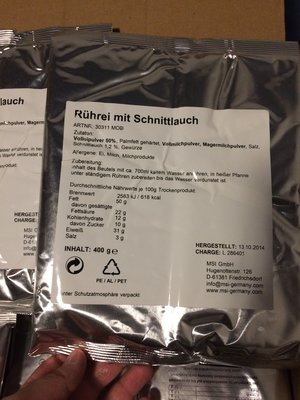 Rührei mit Schnittlauch
ARTNR. 30311 MOB
Zutaten:
Volleipulver 60%, Palmfett gehärtet, Vollmilchpulver, Magermilchpulver, Salz,
Schnittlauch 1,2 %, Gewürze
Allergene: Ei, Milch, Milchprodukte
Zubereitung:
Inhalt des Beutels mit ca. 700ml kaltem Wasser anrühren, in heißer Pfanne
unter ständigem Rühren zubereiten bis das Wasser verdunstet ist.
Durchschnittliche Nährwerte je 100g Trockenprodukt
Brennwert 2563 kJ / 618 kcal
Fett 50 g
davon gesättigte
Fettsäure 22 g
Kohlenhydrate 12 g
davon Zucker 10 g
Eiweiß 31 g
Salz 3 g
INHALT: 400 g e
PE / AL / PET
Unter Schutzatmosphäre verpackt
HERGESTELLT: 13.10.2014
CHARGE: L 286401
MSI GmbH
Hugenottenstr. 126
D-61381 Friedrichsdorf
info@msi-germany.com
www.msi-germany.com
lauch
HERGESTE
CHARGE: